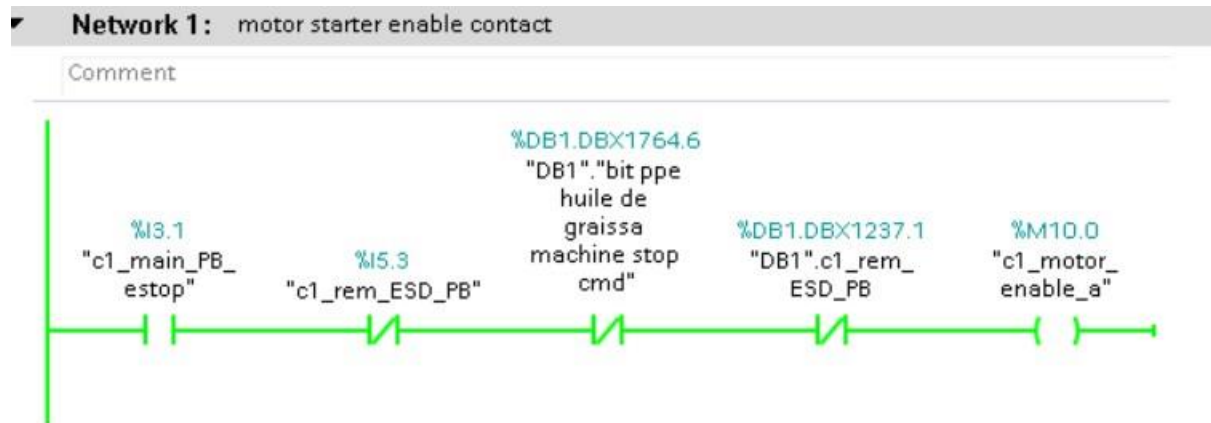 Network 1: motor starter enable contact
Comment
%DB1.DBX1764.6
"DB1"."bit ppe
huile de
graissa
machine stop
cmd"
%I3.1
"c1_main_PB_
estop"
%I5.3
"c1_rem_ESD_PB"
%DB1.DBX1237.1
"DB1".c1_rem_
ESD_PB
%M10.0
"c1_motor_
enable_a"